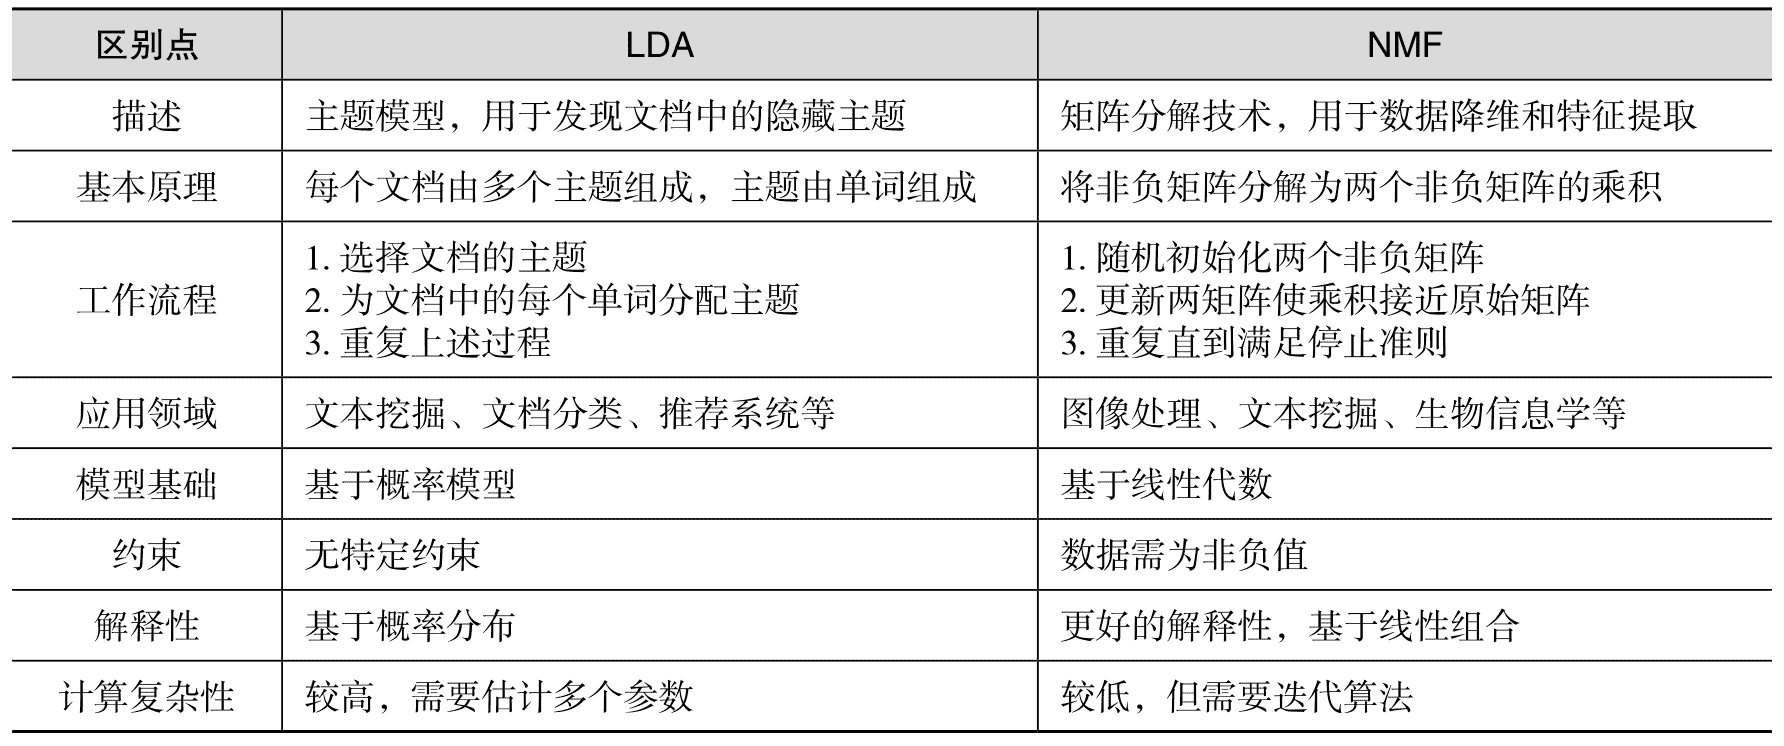 区别点 LDA NMF
描述 主题模型，用于发现文档中的隐藏主题 矩阵分解技术，用于数据降维和特征提取
基本原理 每个文档由多个主题组成，主题由单词组成 将非负矩阵分解为两个非负矩阵的乘积
工作流程
1. 选择文档的主题
2. 为文档中的每个单词分配主题
3. 重复上述过程
1. 随机初始化两个非负矩阵
2. 更新两矩阵使乘积接近原始矩阵
3. 重复直到满足停止准则
应用领域 文本挖掘、文档分类、推荐系统等 图像处理、文本挖掘、生物信息学等
模型基础 基于概率模型 基于线性代数
约束 无特定约束 数据需为非负值
解释性 基于概率分布 更好的解释性，基于线性组合
计算复杂性 较高，需要估计多个参数 较低，但需要迭代算法